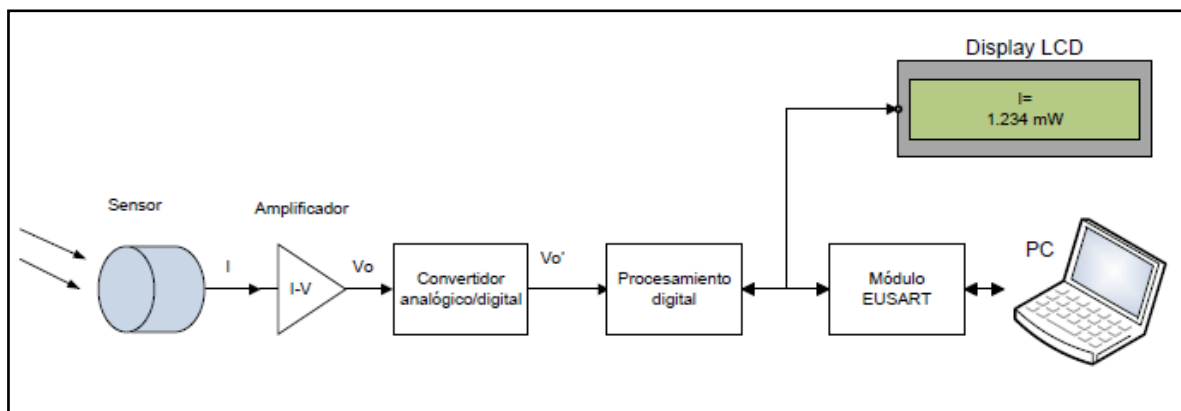 Display LCD
I=
1.234 mW
Sensor
Amplificador
I
I-V
Vo
Convertidor
analógico/digital
Vo'
Procesamiento
digital
Módulo
EUSART
PC